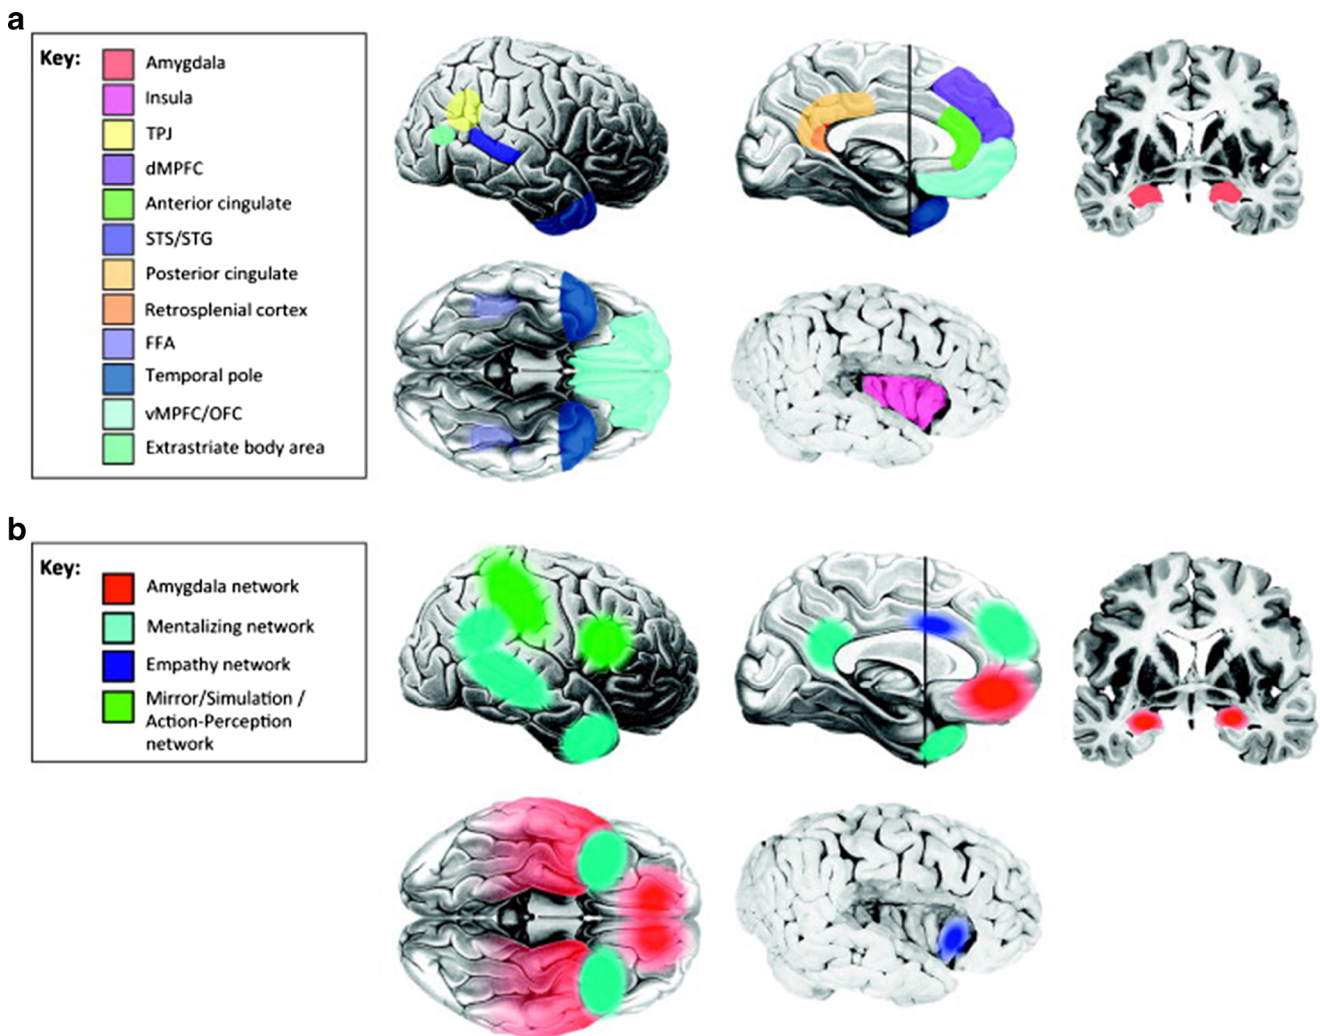 a
Key:
Amygdala
Insula
TPJ
dMPFC
Anterior cingulate
STS/STG
Posterior cingulate
Retrosplenial cortex
FFA
Temporal pole
vMPFC/OFC
Extrastriate body area
b
Key:
Amygdala network
Mentalizing network
Empathy network
Mirror/Simulation /
Action-Perception
network